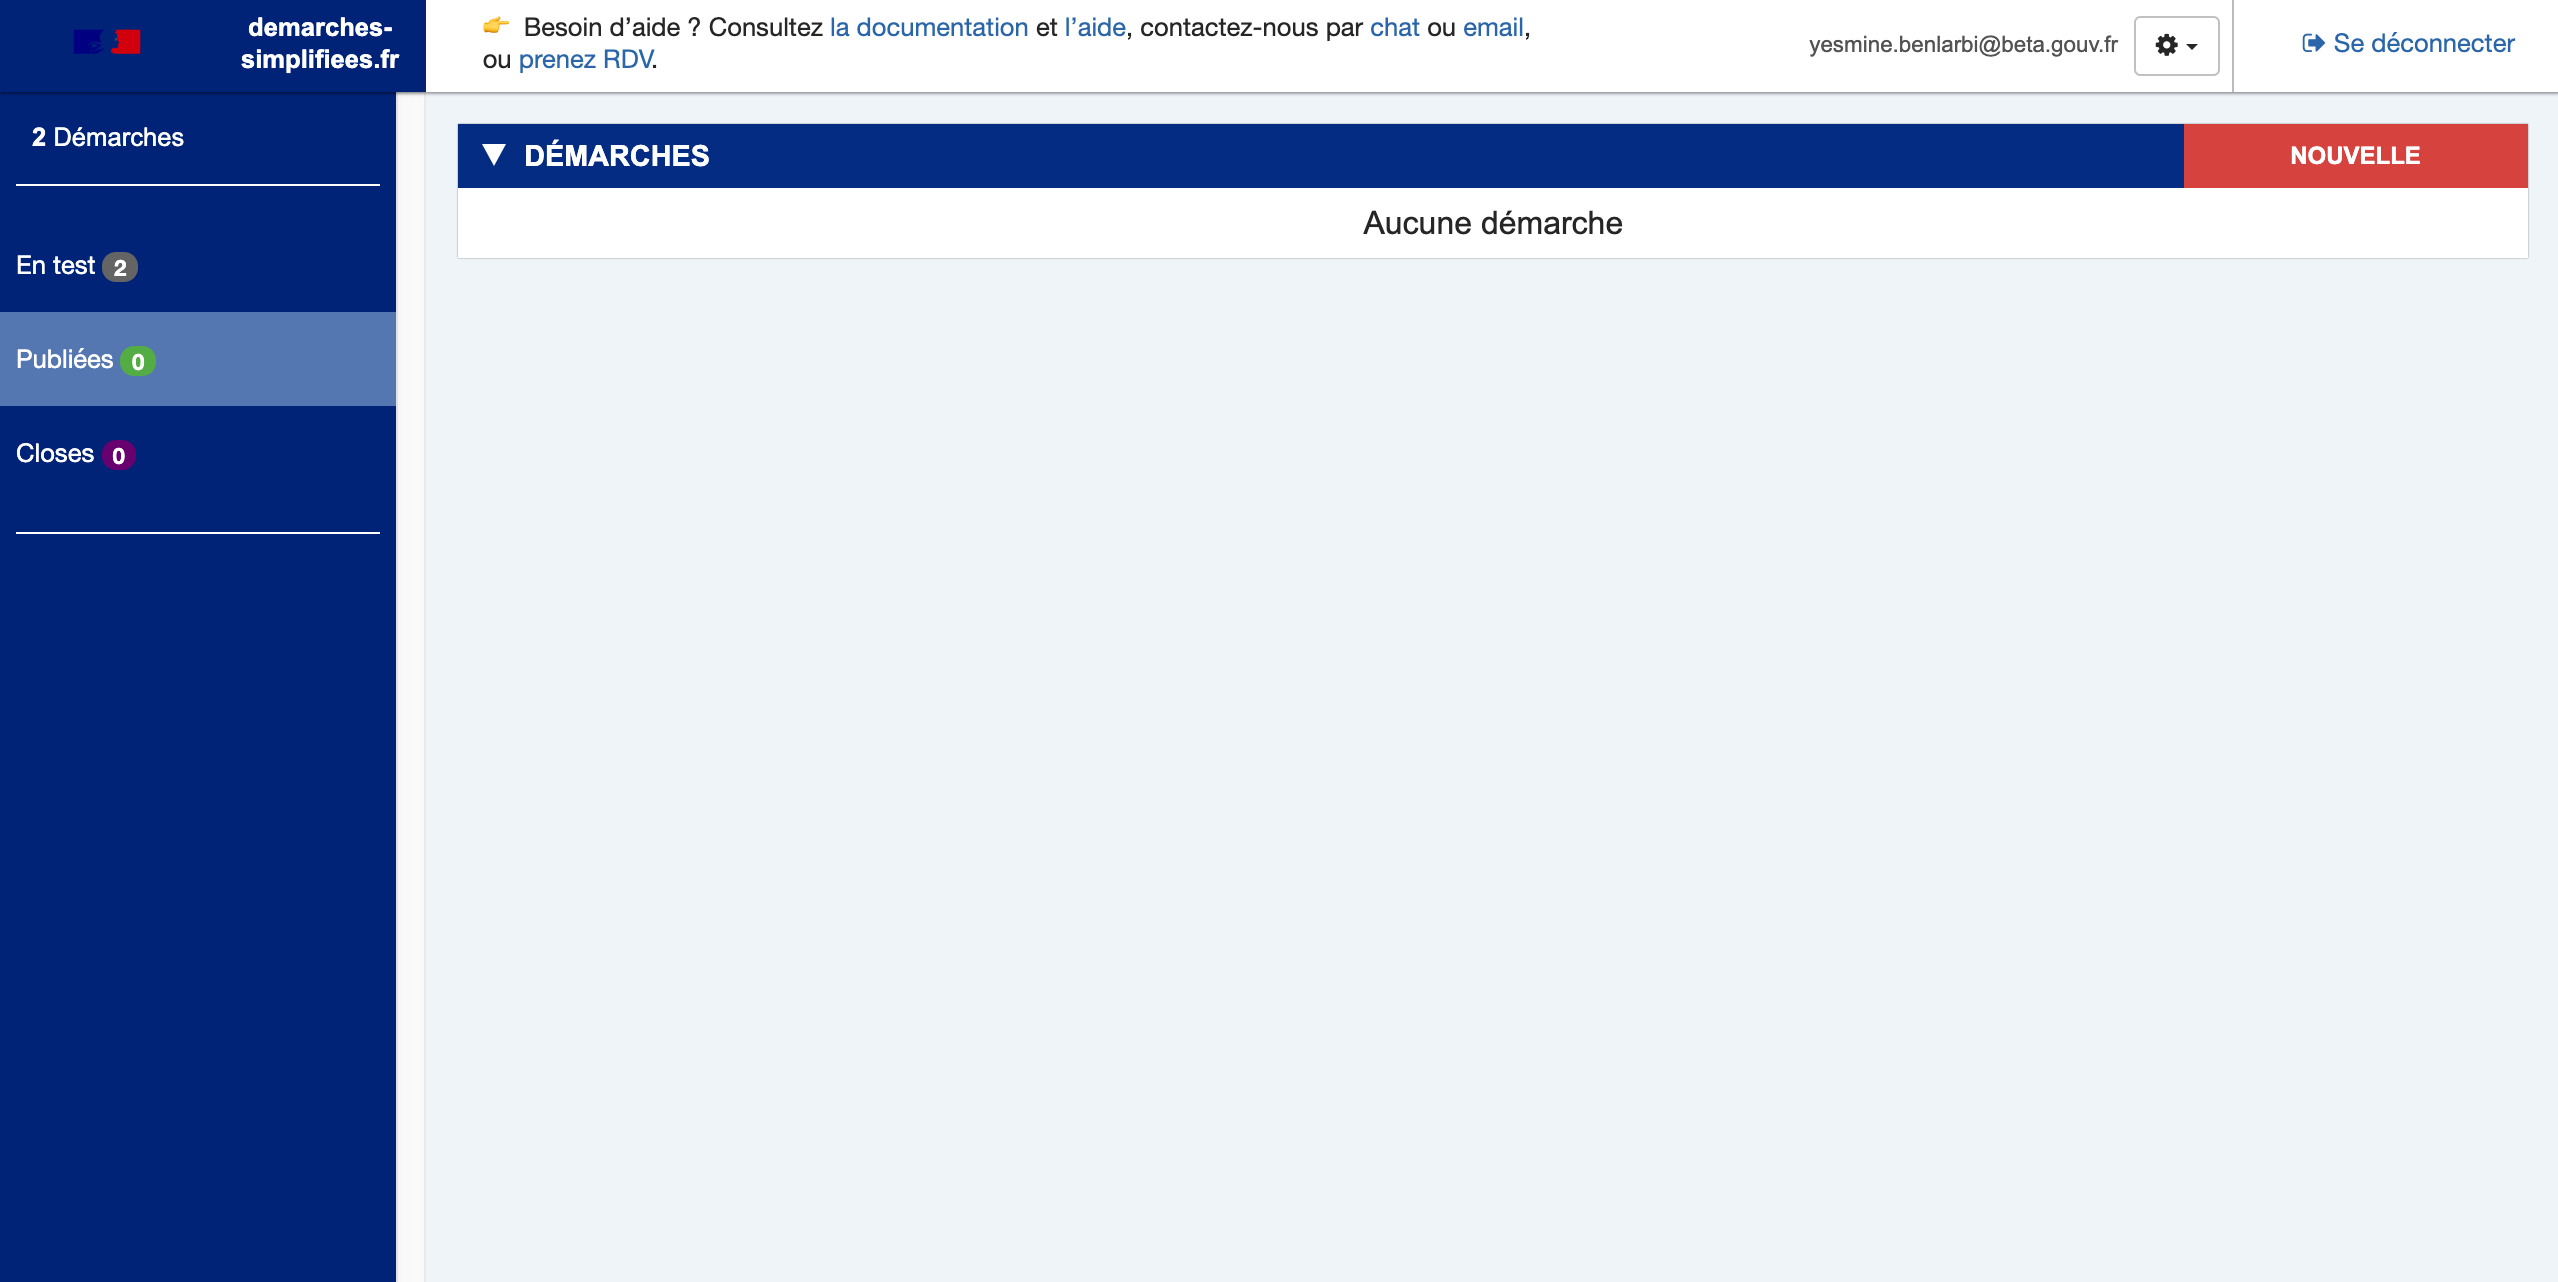 demarches-
simplifiees.fr
👉 Besoin d’aide ? Consultez la documentation et l’aide, contactez-nous par chat ou email,
ou prenez RDV.
yesmine.benlarbi@beta.gouv.fr
Se déconnecter
2 Démarches
En test 2
Publiées 0
Closes 0
▼ DÉMARCHES
NOUVELLE
Aucune démarche